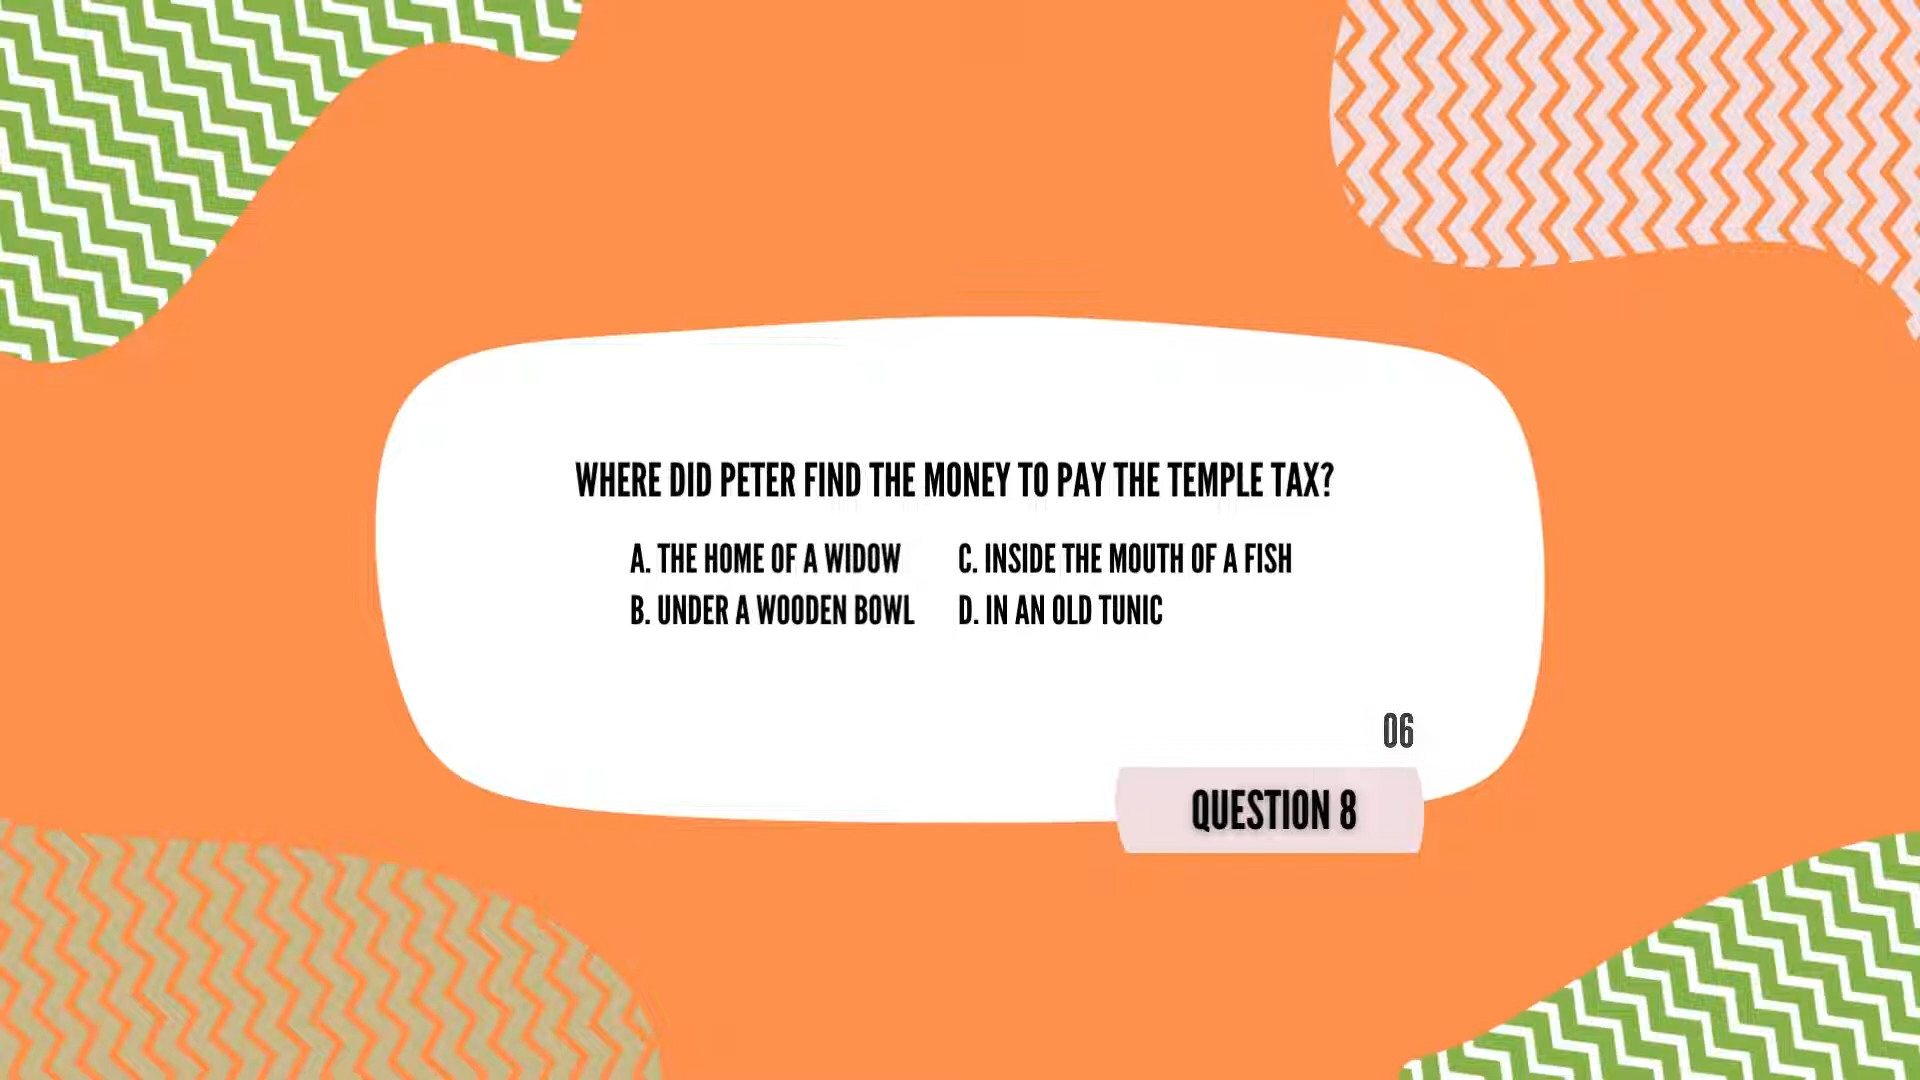 WHERE DID PETER FIND THE MONEY TO PAY THE TEMPLE TAX?
A. THE HOME OF A WIDOW
B. UNDER A WOODEN BOWL
C. INSIDE THE MOUTH OF A FISH
D. IN AN OLD TUNIC
06
QUESTION 8